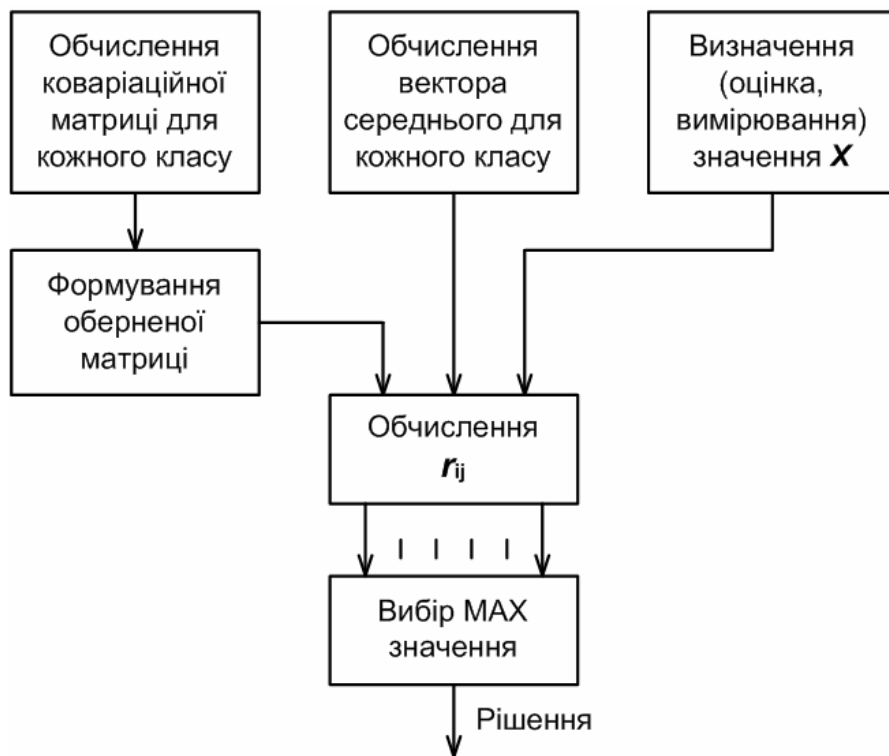 Обчислення
коваріаційної
матриці для
кожного класу
Обчислення
вектора
середнього для
кожного класу
Визначення
(оцінка,
вимірювання)
значення X
Формування
оберненої
матриці
Обчислення
rij
Вибір MAX
значення
Рішення